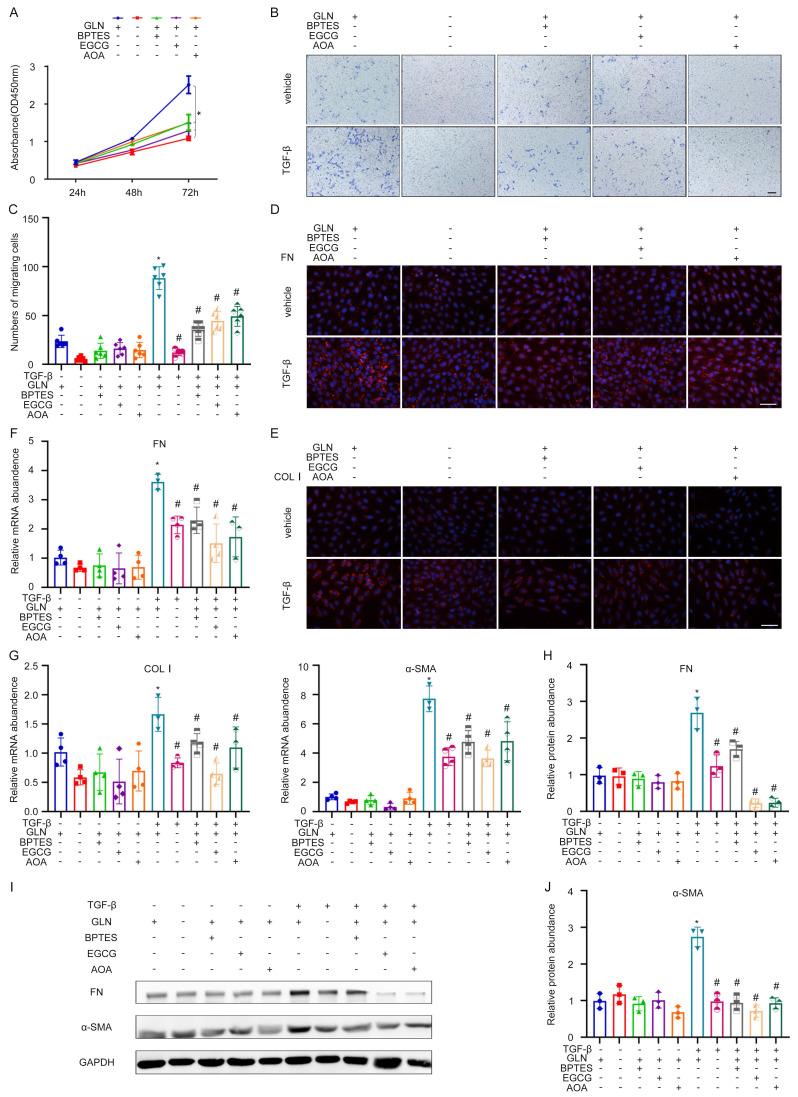 A
GLN + - + + +
BPTES - - + - -
EGCG - - - + -
AOA - - - - +
Absorbance(OD450nm)
3
2
1
0
*
24h 48h 72h
B
GLN + - + + +
BPTES - - + - -
EGCG - - - + -
AOA - - - - +
vehicle
TGF-β
C
Numbers of migrating cells
150
100
50
0
* # # # #
TGF-β - - - - - + + + + +
GLN + - + + + + - + + +
BPTES - - + - - - - + - -
EGCG - - - + - - - - + -
AOA - - - - + - - - - +
D
GLN + - + + +
BPTES - - + - -
EGCG - - - + -
FN AOA - - - - +
vehicle
TGF-β
F
FN
Relative mRNA abuandence
5
4
3
2
1
0
* # # # #
TGF-β - - - - - + + + + +
GLN + - + + + + - + + +
BPTES - - + - - - - + - -
EGCG - - - + - - - - + -
AOA - - - - + - - - - +
E
GLN + - + + +
BPTES - - + - -
EGCG - - - + -
COL I AOA - - - - +
vehicle
TGF-β
G
COL I
Relative mRNA abuandence
2.0
1.5
1.0
0.5
0.0
* # # # #
TGF-β - - - - - + + + + +
GLN + - + + + + - + + +
BPTES - - + - - - - + - -
EGCG - - - + - - - - + -
AOA - - - - + - - - - +
α-SMA
Relative mRNA abuandence
10
8
6
4
2
0
* # # # #
TGF-β - - - - - + + + + +
GLN + - + + + + - + + +
BPTES - - + - - - - + - -
EGCG - - - + - - - - + -
AOA - - - - + - - - - +
H
FN
Relative protein abundance
4
3
2
1
0
* # # # #
TGF-β - - - - - + + + + +
GLN + - + + + + - + + +
BPTES - - + - - - - + - -
EGCG - - - + - - - - + -
AOA - - - - + - - - - +
I
TGF-β - - - - - + + + + +
GLN + - + + + + - + + +
BPTES - - + - - - - + - -
EGCG - - - + - - - - + -
AOA - - - - + - - - - +
FN
α-SMA
GAPDH
J
α-SMA
Relative protein abundance
4
3
2
1
0
* # # # #
TGF-β - - - - - + + + + +
GLN + - + + + + - + + +
BPTES - - + - - - - + - -
EGCG - - - + - - - - + -
AOA - - - - + - - - - +